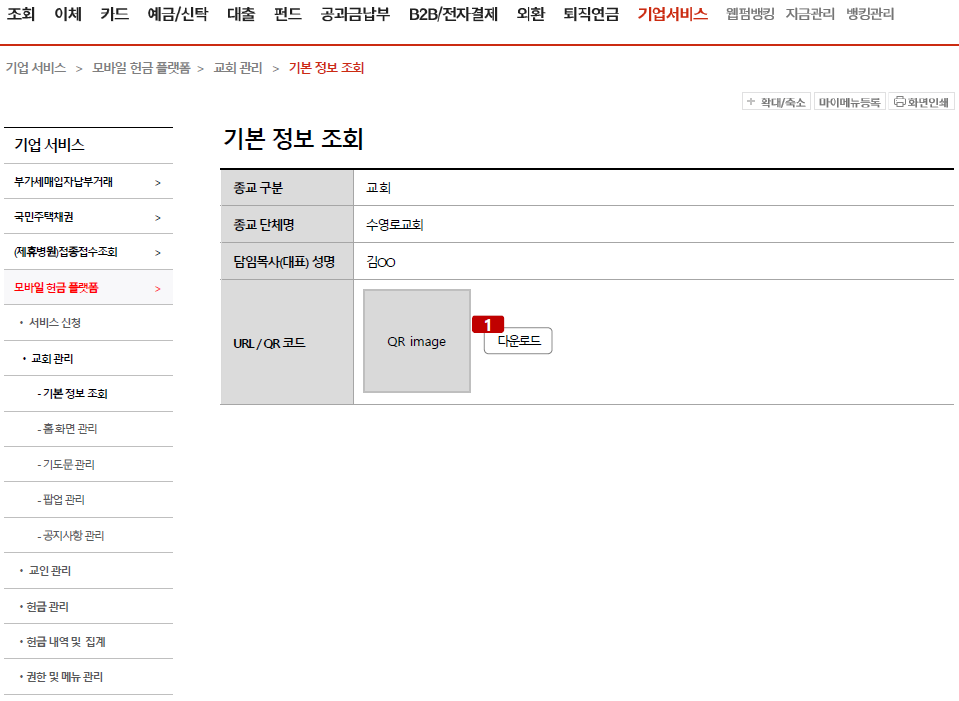 조회 이체 카드 예금/신탁 대출 펀드 공과금납부 B2B/전자결제 외환 퇴직연금 기업서비스 웹펌뱅킹 자금관리 뱅킹관리
기업 서비스 > 모바일 헌금 플랫폼 > 교회 관리 > 기본 정보 조회
+ 확대/축소 마이메뉴등록 화면인쇄
기업 서비스
부가세매입자납부거래 >
국민주택채권 >
(제휴병원)접종접수조회 >
모바일 헌금 플랫폼 >
• 서비스 신청
• 교회 관리
- 기본 정보 조회
- 홈 화면 관리
- 기도문 관리
- 팝업 관리
- 공지사항 관리
• 교인 관리
• 헌금 관리
• 헌금 내역 및 집계
• 권한 및 메뉴 관리
기본 정보 조회
종교 구분 교회
종교 단체명 수영로교회
담임목사(대표) 성명 김○○
URL / QR 코드 QR image
1
다운로드